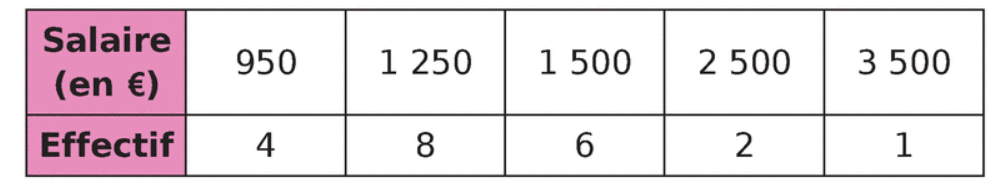 Salaire (en €) 950 1 250 1 500 2 500 3 500
Effectif 4 8 6 2 1